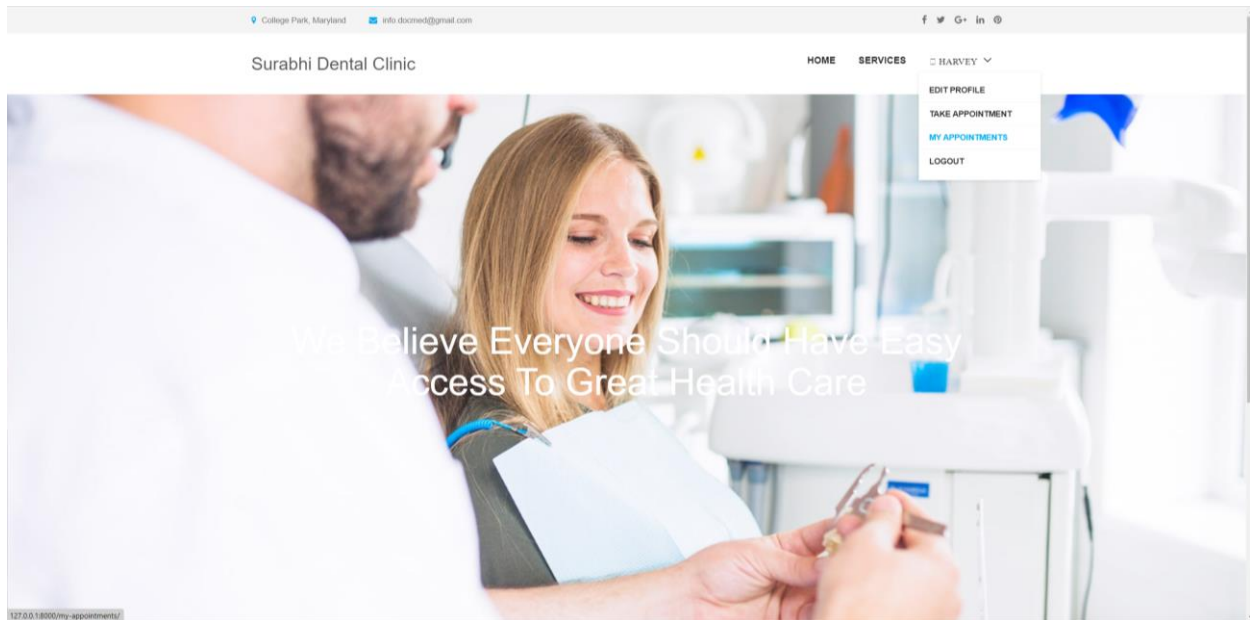 College Park, Maryland info.docmed@gmail.com
Surabhi Dental Clinic HOME SERVICES HARVEY
EDIT PROFILE
TAKE APPOINTMENT
MY APPOINTMENTS
LOGOUT
We Believe Everyone Should Have Easy
Access To Great Health Care
127.0.0.1:8000/my-appointments/